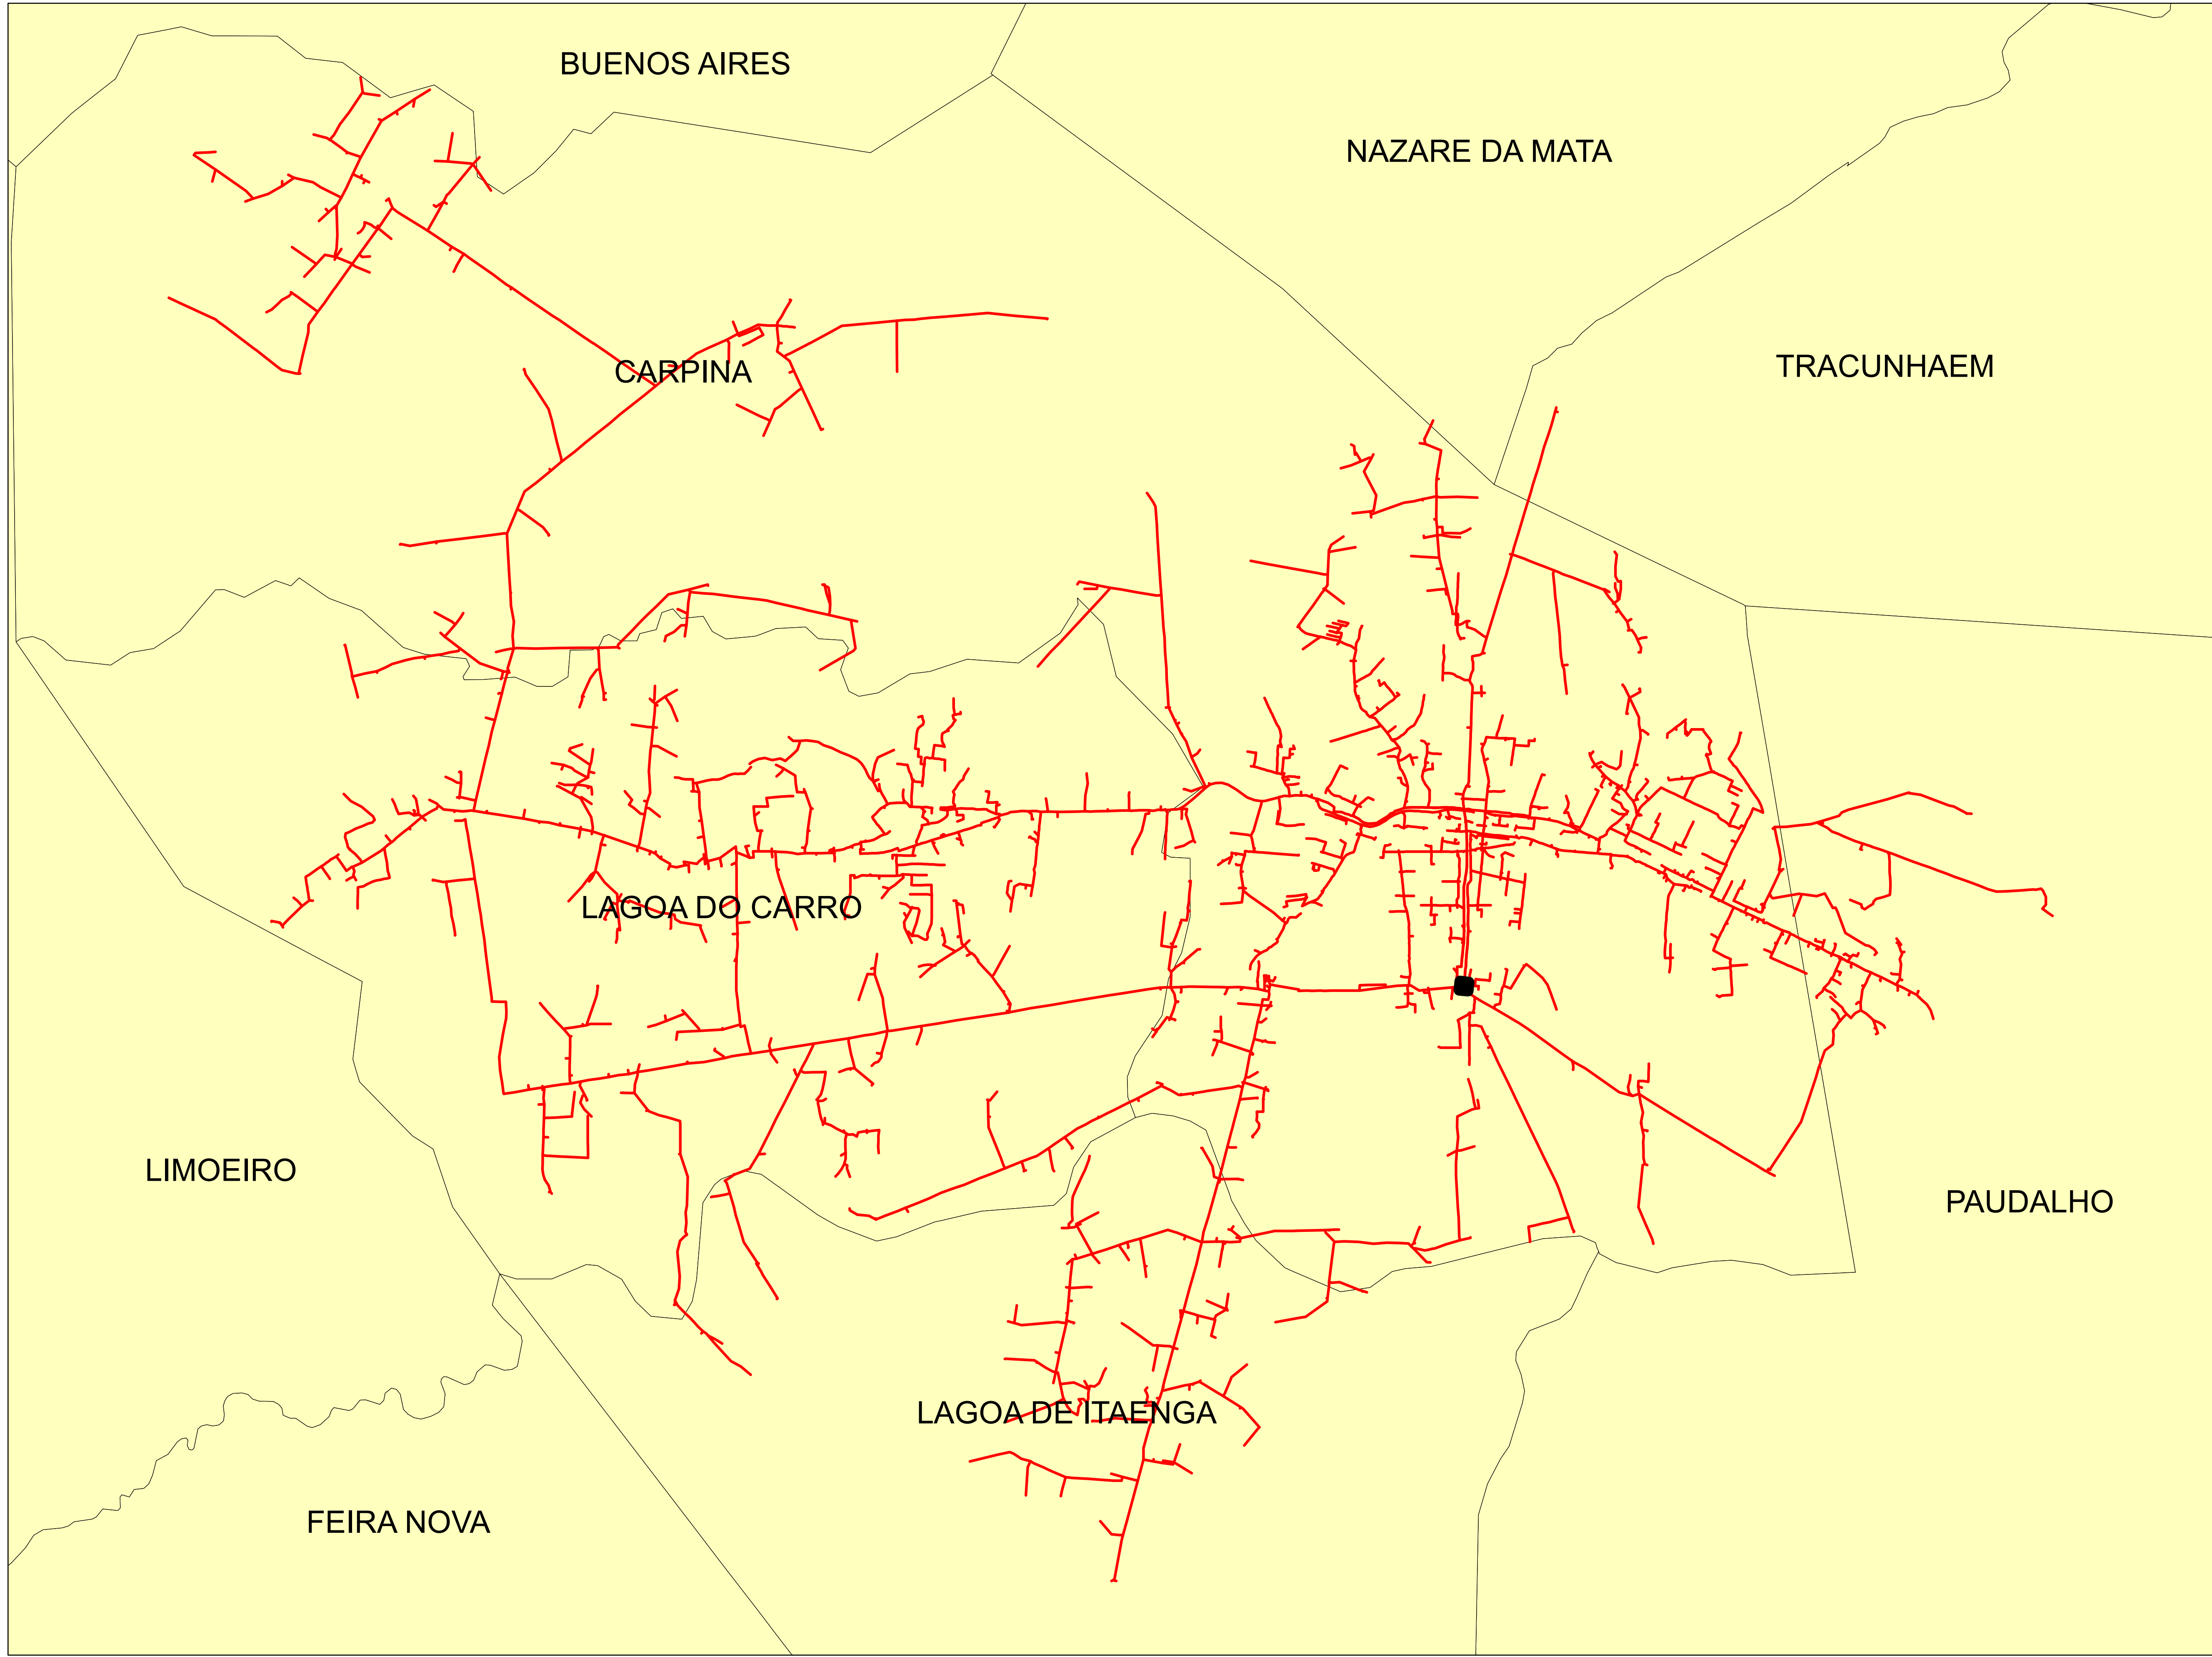 BUENOS AIRES
NAZARE DA MATA
TRACUNHAEM
CARPINA
LAGOA DO CARRO
LIMOEIRO
PAUDALHO
LAGOA DE ITAENGA
FEIRA NOVA